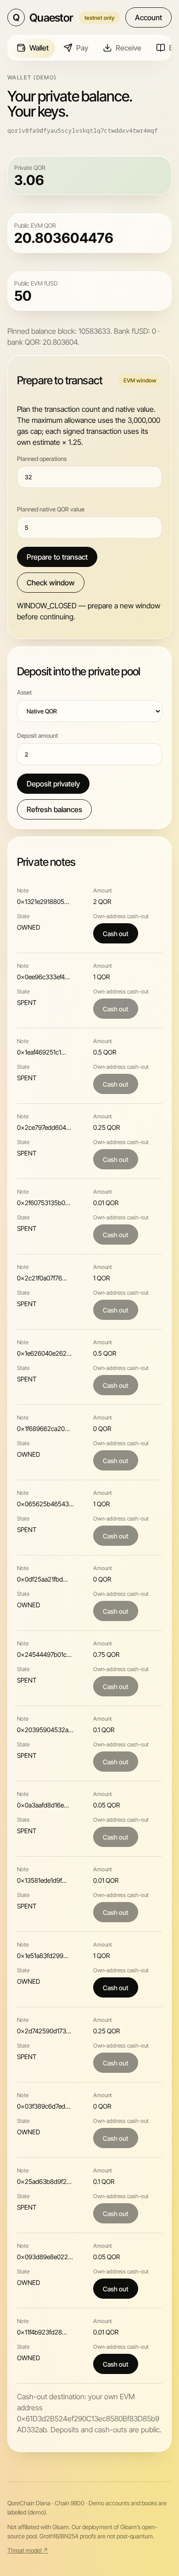 Q Quaestor testnet only Account
Wallet Pay Receive
WALLET (DEMO)
Your private balance.
Your keys.
Private QOR
3.06
Public EVM QOR
20.803604476
Public EVM fUSD
50
Pinned balance block: 10583633. Bank fUSD: 0 ·
bank QOR: 20.803604.
Prepare to transact EVM window
Plan the transaction count and native value.
The maximum allowance uses the 3,000,000
gas cap; each signed transaction uses its
own estimate × 1.25.
Planned operations
32
Planned native QOR value
5
Prepare to transact
Check window
WINDOW_CLOSED — prepare a new window
before continuing.
Deposit into the private pool
Asset
Native QOR
Deposit amount
2
Deposit privately
Refresh balances
Private notes
Note Amount
0x1321e2918805… 2 QOR
State Own-address cash-out
OWNED Cash out
Note Amount
0x0ee96c333ef4… 1 QOR
State Own-address cash-out
SPENT Cash out
Note Amount
0x1eaf469251c1… 0.5 QOR
State Own-address cash-out
SPENT Cash out
Note Amount
0x2ce797edd604… 0.25 QOR
State Own-address cash-out
SPENT Cash out
Note Amount
0x2f60753135b0… 0.01 QOR
State Own-address cash-out
SPENT Cash out
Note Amount
0x2c21f0a07f76… 1 QOR
State Own-address cash-out
SPENT Cash out
Note Amount
0x1e626040e262… 0.5 QOR
State Own-address cash-out
SPENT Cash out
Note Amount
0x1f689662ca20… 0 QOR
State Own-address cash-out
OWNED Cash out
Note Amount
0x065625b46543… 1 QOR
State Own-address cash-out
SPENT Cash out
Note Amount
0x0df25aa21fbd… 0 QOR
State Own-address cash-out
OWNED Cash out
Note Amount
0x24544497b01c… 0.75 QOR
State Own-address cash-out
SPENT Cash out
Note Amount
0x20395904532a… 0.1 QOR
State Own-address cash-out
SPENT Cash out
Note Amount
0x0a3aafd8d16e… 0.05 QOR
State Own-address cash-out
SPENT Cash out
Note Amount
0x13581ede1d9f… 0.01 QOR
State Own-address cash-out
SPENT Cash out
Note Amount
0x1e51a83fd299… 1 QOR
State Own-address cash-out
OWNED Cash out
Note Amount
0x2d742590d173… 0.25 QOR
State Own-address cash-out
SPENT Cash out
Note Amount
0x03f389c6d7ed… 0 QOR
State Own-address cash-out
OWNED Cash out
Note Amount
0x25ad63b8d9f2… 0.1 QOR
State Own-address cash-out
SPENT Cash out
Note Amount
0x093d89e8e022… 0.05 QOR
State Own-address cash-out
OWNED Cash out
Note Amount
0x11f4b923fd28… 0.01 QOR
State Own-address cash-out
OWNED Cash out
Cash-out destination: your own EVM
address
0x61D3d2B524ef290C13ec8580Bf83D85b9
AD332ab. Deposits and cash-outs are public.
QoreChain Diana · Chain 9800 · Demo accounts and books are
labelled (demo).
Not affiliated with Gloam. Our deployment of Gloam's open-
source pool. Groth16/BN254 proofs are not post-quantum.
Threat model ↗